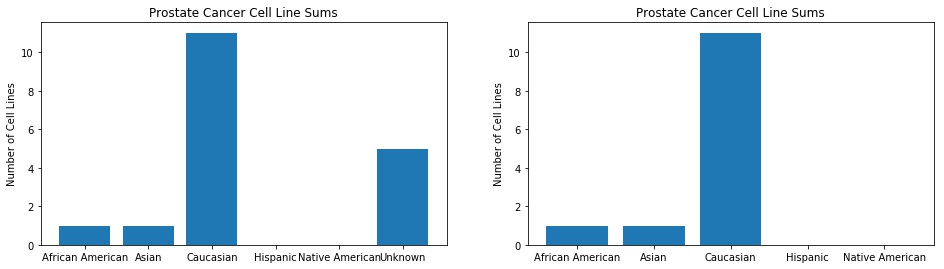 Prostate Cancer Cell Line Sums
Number of Cell Lines
10
8
6
4
2
0
African American Asian Caucasian Hispanic Native American Unknown
Prostate Cancer Cell Line Sums
Number of Cell Lines
10
8
6
4
2
0
African American Asian Caucasian Hispanic Native American